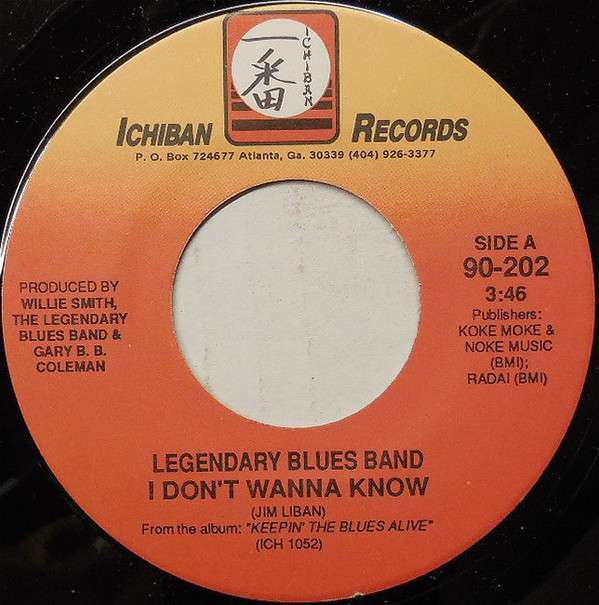 一番
ICHIBAN
ICHIBAN RECORDS
P. O. Box 724677 Atlanta, Ga. 30339 (404) 926-3377
PRODUCED BY
WILLIE SMITH,
THE LEGENDARY
BLUES BAND &
GARY B. B.
COLEMAN
SIDE A
90-202
3:46
Publishers:
KOKE MOKE &
NOKE MUSIC
(BMI);
RADAI (BMI)
LEGENDARY BLUES BAND
I DON'T WANNA KNOW
(JIM LIBAN)
From the album: "KEEPIN' THE BLUES ALIVE"
(ICH 1052)